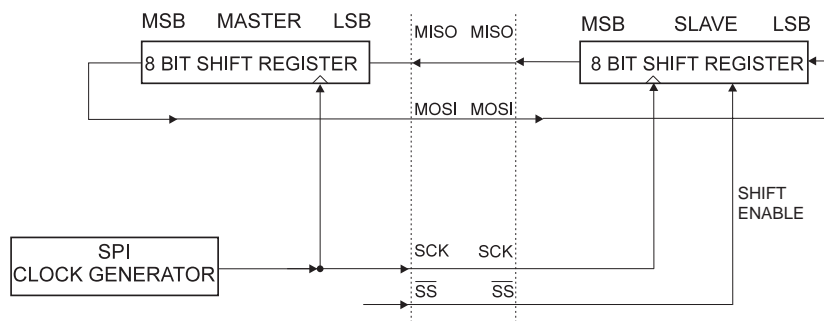 MSB MASTER LSB
MISO MISO
MSB SLAVE LSB
8 BIT SHIFT REGISTER
8 BIT SHIFT REGISTER
MOSI MOSI
SHIFT
ENABLE
SPI
CLOCK GENERATOR
SCK SCK
SS SS